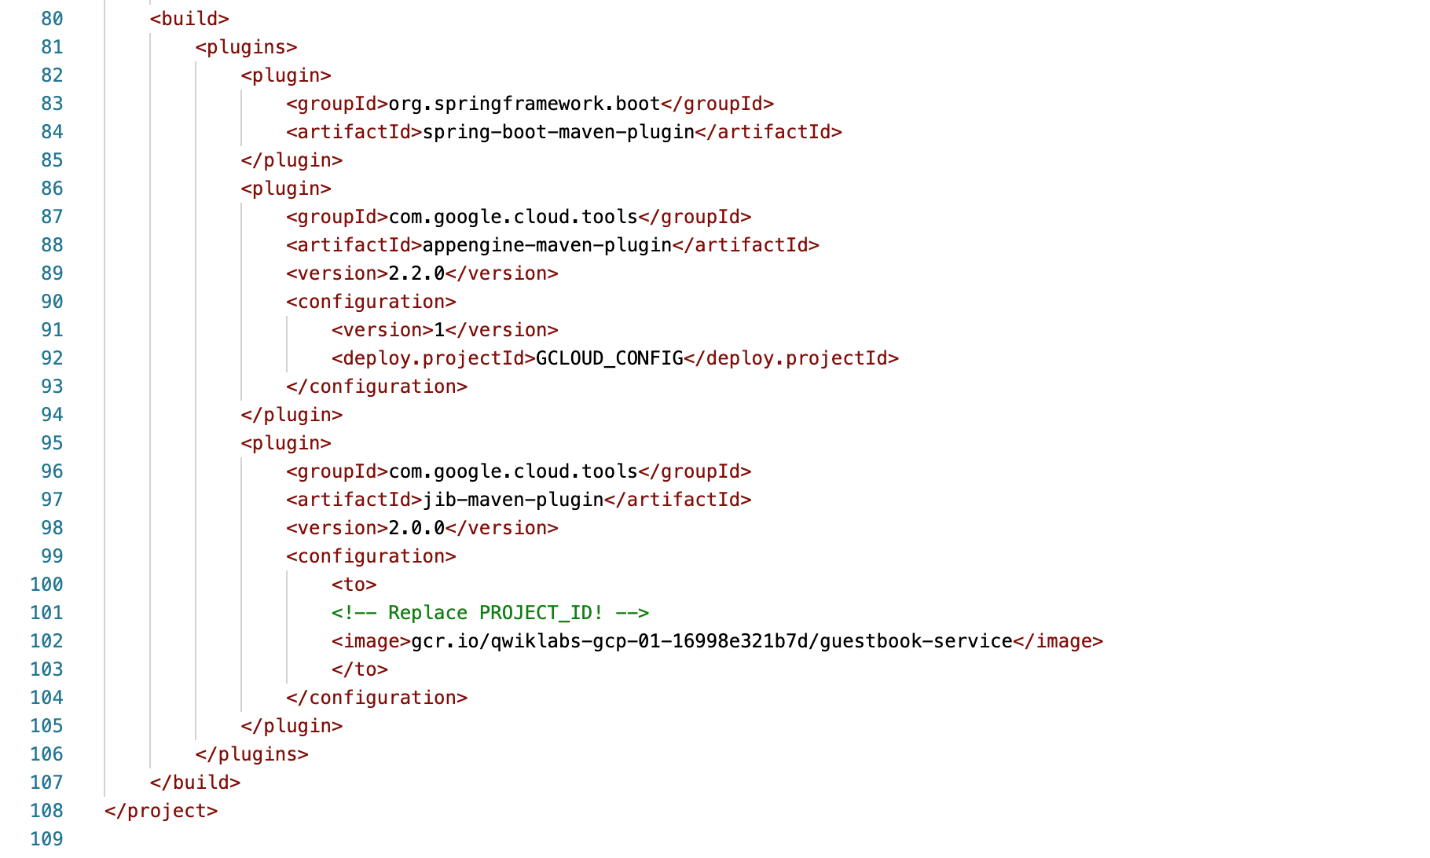 80 <build>
81 <plugins>
82 <plugin>
83 <groupId>org.springframework.boot</groupId>
84 <artifactId>spring-boot-maven-plugin</artifactId>
85 </plugin>
86 <plugin>
87 <groupId>com.google.cloud.tools</groupId>
88 <artifactId>appengine-maven-plugin</artifactId>
89 <version>2.2.0</version>
90 <configuration>
91 <version>1</version>
92 <deploy.projectId>GCLOUD_CONFIG</deploy.projectId>
93 </configuration>
94 </plugin>
95 <plugin>
96 <groupId>com.google.cloud.tools</groupId>
97 <artifactId>jib-maven-plugin</artifactId>
98 <version>2.0.0</version>
99 <configuration>
100 <to>
101 <!-- Replace PROJECT_ID! -->
102 <image>gcr.io/qwiklabs-gcp-01-16998e321b7d/guestbook-service</image>
103 </to>
104 </configuration>
105 </plugin>
106 </plugins>
107 </build>
108 </project>
109